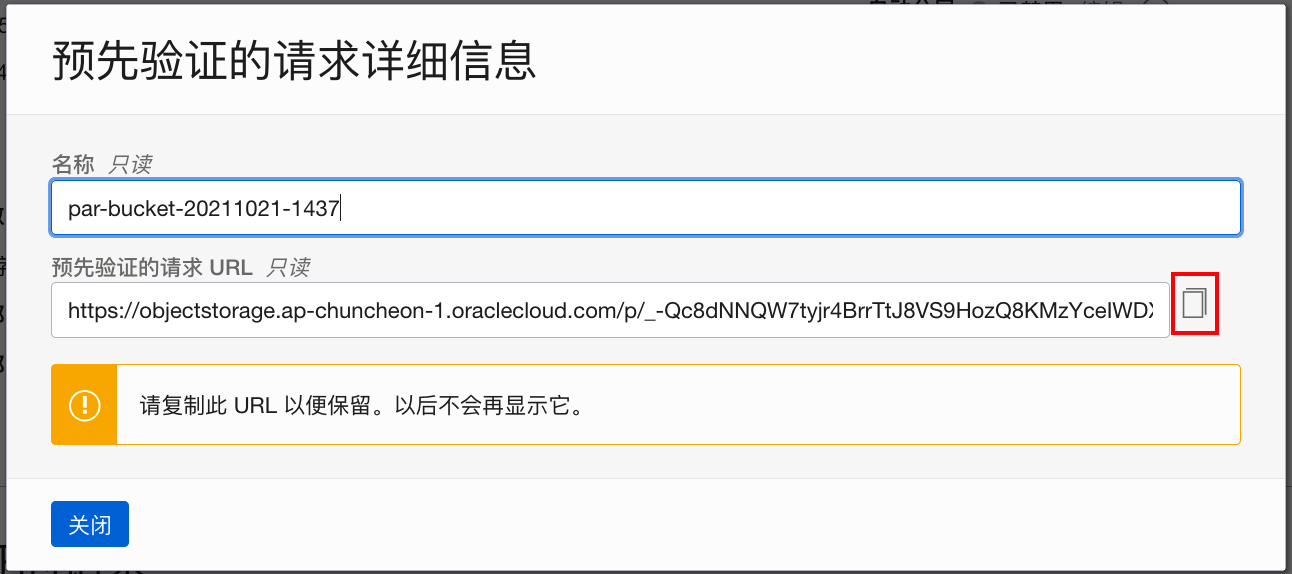 预先验证的请求详细信息
名称 只读
par-bucket-20211021-1437
预先验证的请求 URL 只读
https://objectstorage.ap-chuncheon-1.oraclecloud.com/p/_-Qc8dNNQW7tyjr4BrrTtJ8VS9HozQ8KMzYceIWDX
请复制此 URL 以便保留。以后不会再显示它。
关闭